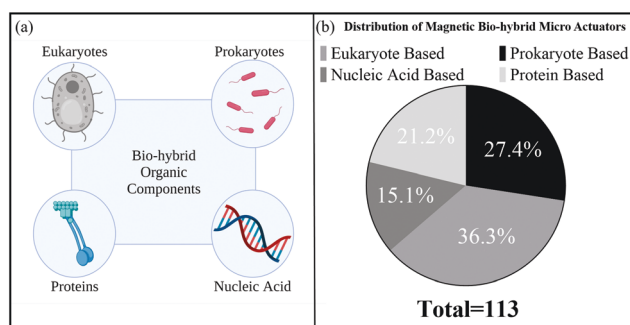 (a)
Eukaryotes
Prokaryotes
Bio-hybrid
Organic
Components
Proteins
Nucleic Acid
(b)
Distribution of Magnetic Bio-hybrid Micro Actuators
Eukaryote Based
Prokaryote Based
Nucleic Acid Based
Protein Based
21.2%
27.4%
15.1%
36.3%
Total=113